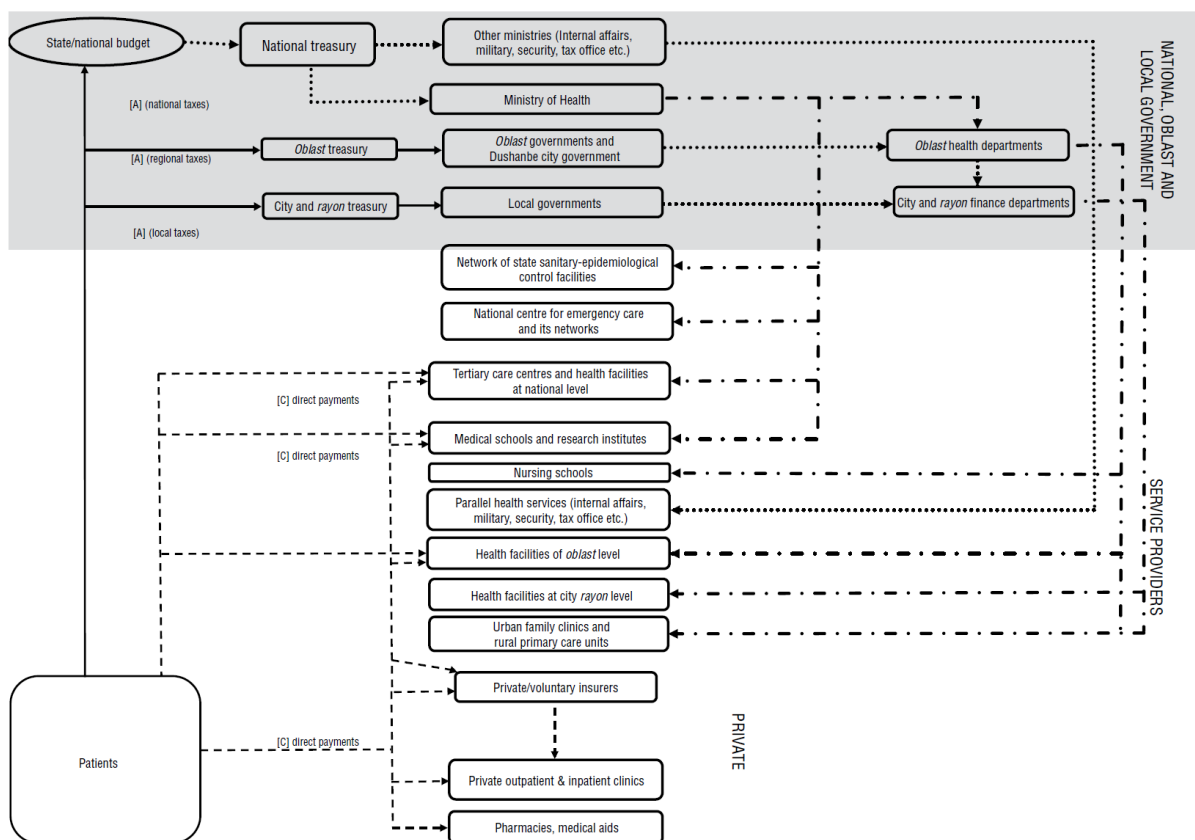 State/national budget
National treasury
Other ministries (Internal affairs,
military, security, tax office etc.)
[A] (national taxes)
Ministry of Health
[A] (regional taxes)
Oblast treasury
Oblast governments and
Dushanbe city government
Oblast health departments
City and rayon treasury
Local governments
City and rayon finance departments
[A] (local taxes)
NATIONAL, OBLAST AND
LOCAL GOVERNMENT
Network of state sanitary-epidemiological
control facilities
National centre for emergency care
and its networks
Tertiary care centres and health facilities
at national level
[C] direct payments
Medical schools and research institutes
[C] direct payments
Nursing schools
Parallel health services (internal affairs,
military, security, tax office etc.)
SERVICE PROVIDERS
Health facilities of oblast level
Health facilities at city rayon level
Urban family clinics and
rural primary care units
Private/voluntary insurers
PRIVATE
[C] direct payments
Patients
Private outpatient & inpatient clinics
Pharmacies, medical aids